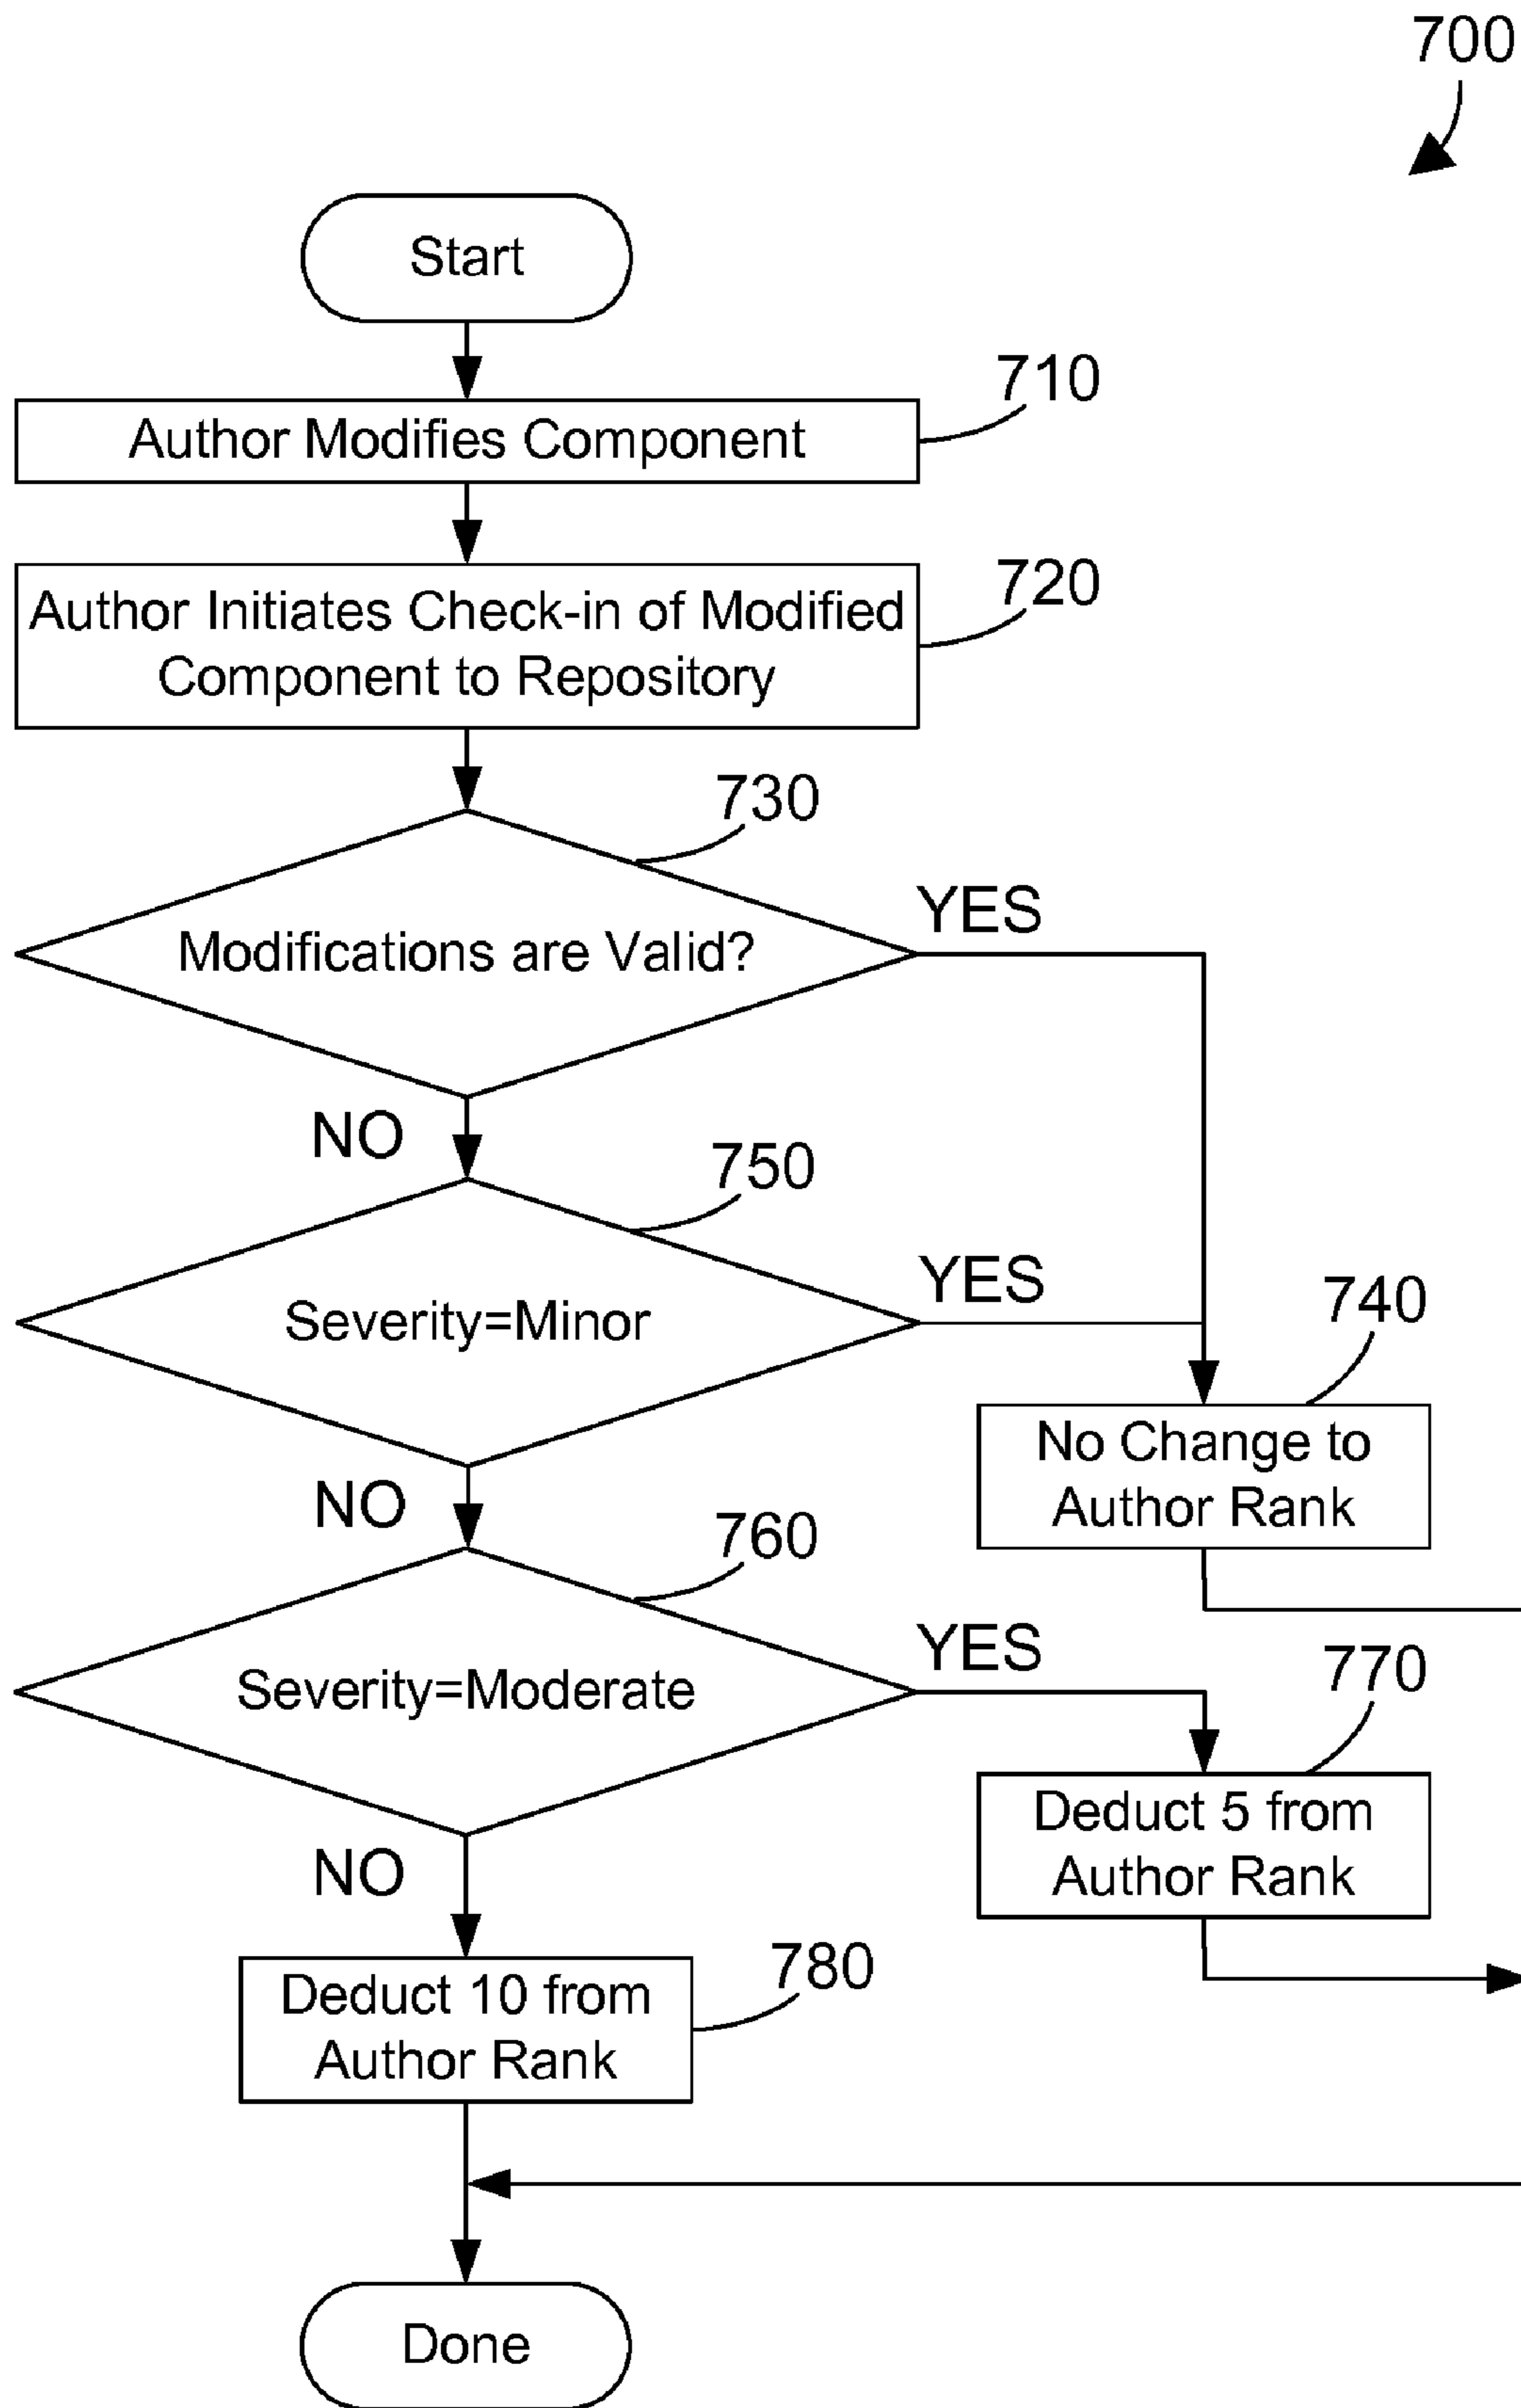 700
Start
710
Author Modifies Component
720
Author Initiates Check-in of Modified
Component to Repository
730
YES
Modifications are Valid?
NO
750
YES
Severity=Minor
740
No Change to
Author Rank
NO
760
YES
Severity=Moderate
770
Deduct 5 from
Author Rank
NO
780
Deduct 10 from
Author Rank
Done